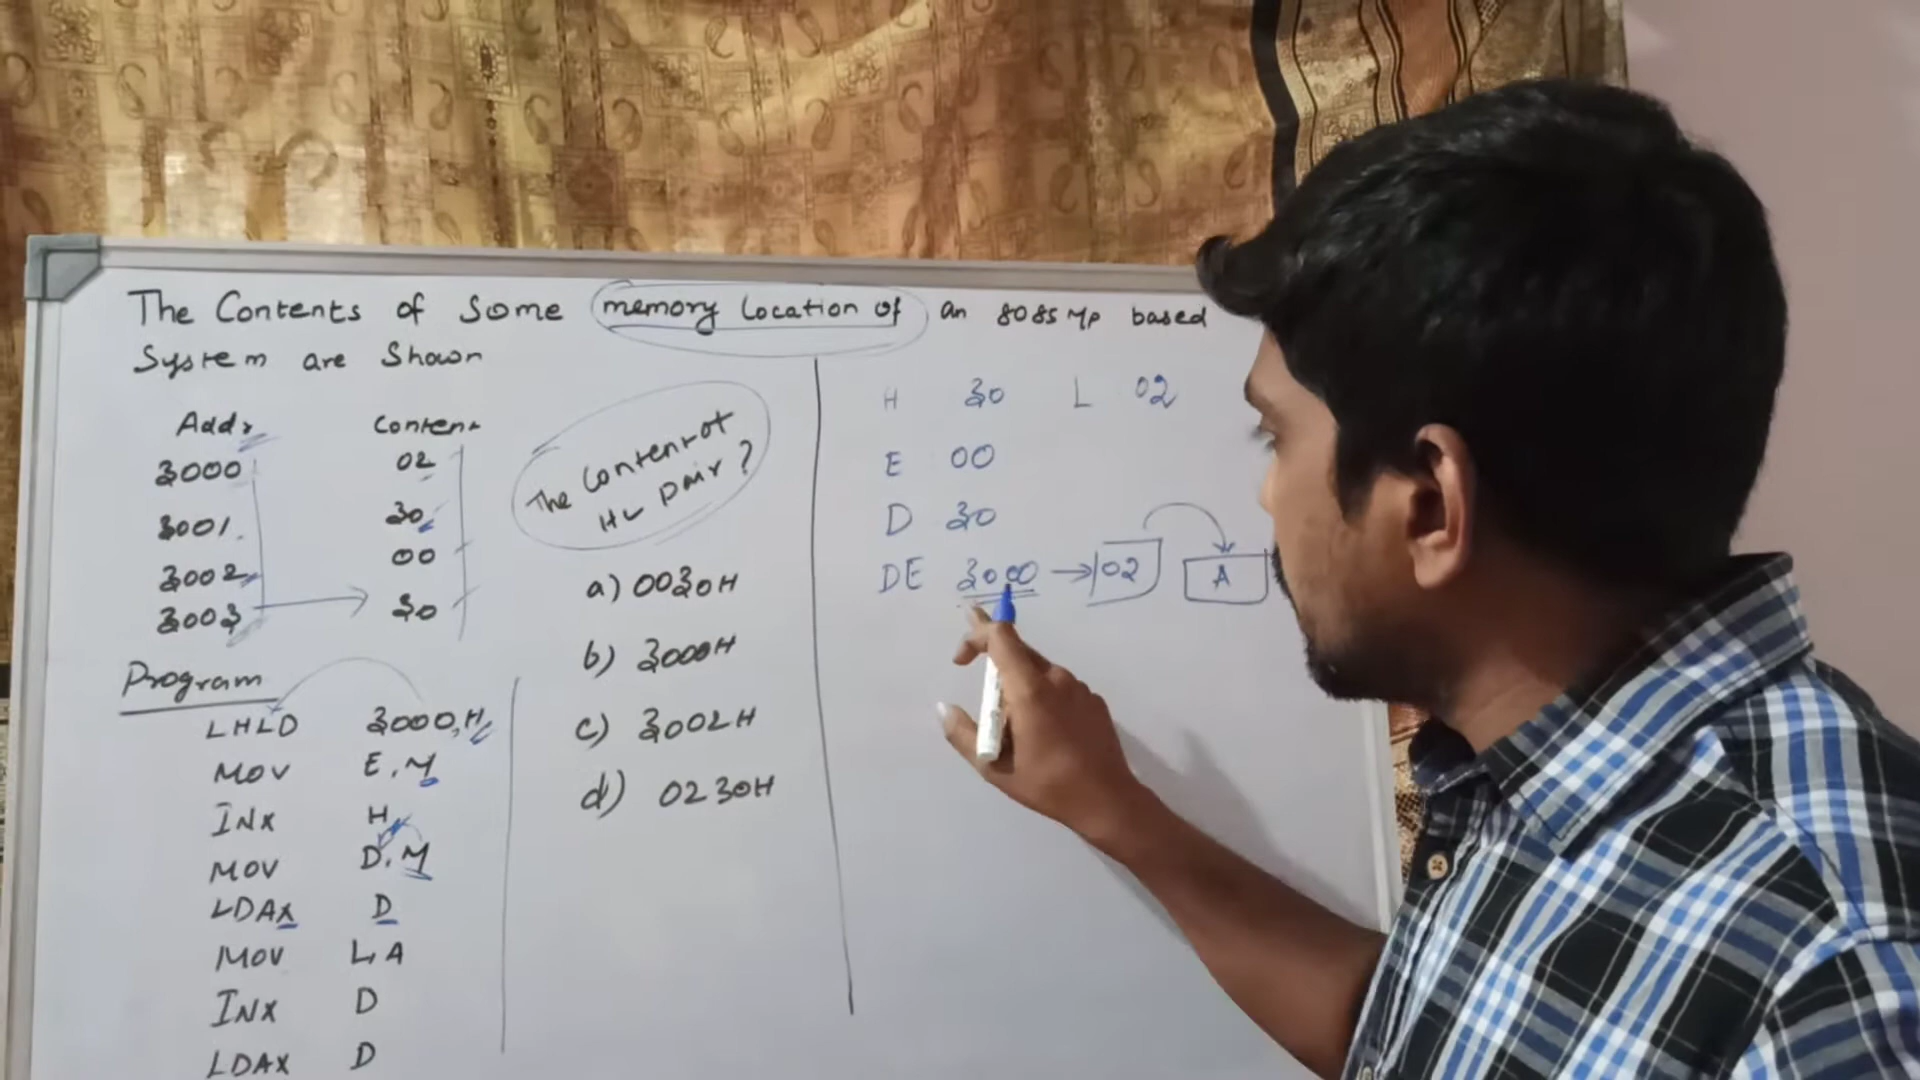 The Contents of Some memory Location of an 8085 μp based
System are Shown
Addr Content
3000 02
3001 30
3002 00
3003 30
The Content of
HL pair?
a) 0030H
b) 3000H
c) 3002H
d) 0230H
Program
LHLD 3000,H
MOV E,M
INX H
MOV D,M
LDAX D
MOV L,A
INX D
LDAX D
H 30 L 02
E 00
D 30
DE 3000 → 02 A